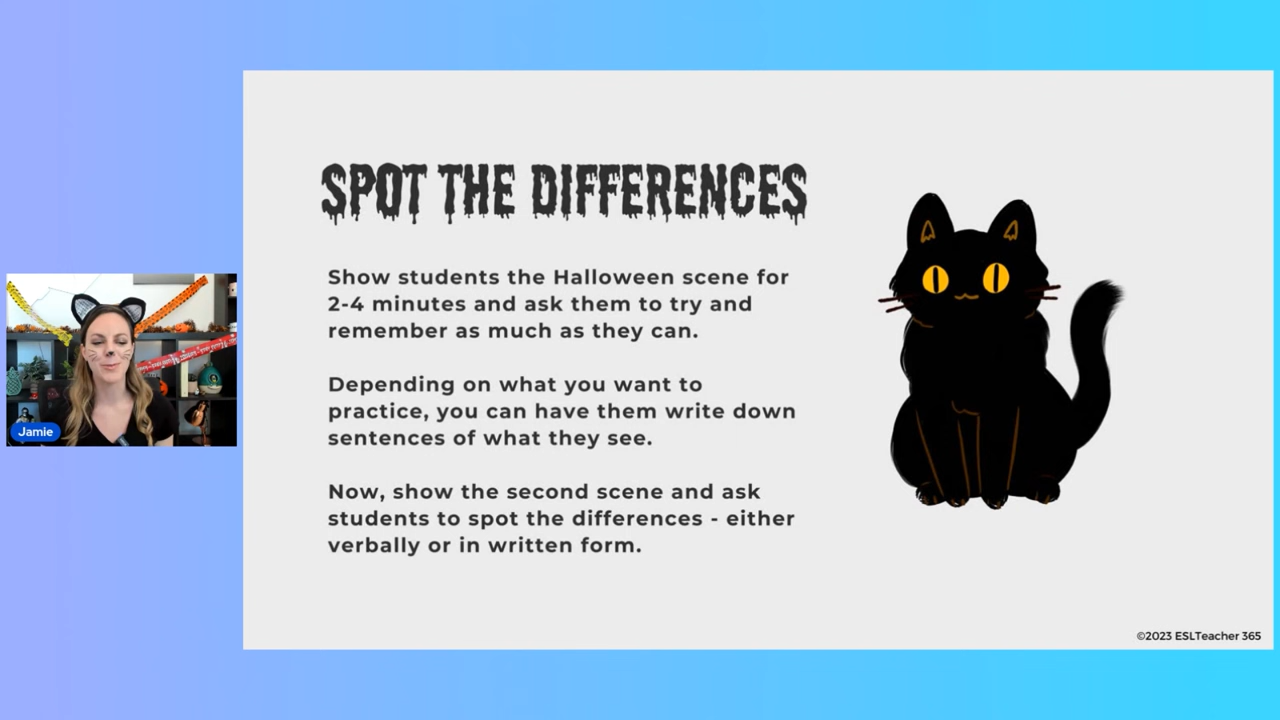 SPOT THE DIFFERENCES
Show students the Halloween scene for
2-4 minutes and ask them to try and
remember as much as they can.
Depending on what you want to
practice, you can have them write down
sentences of what they see.
Now, show the second scene and ask
students to spot the differences - either
verbally or in written form.
Jamie
©2023 ESLTeacher 365